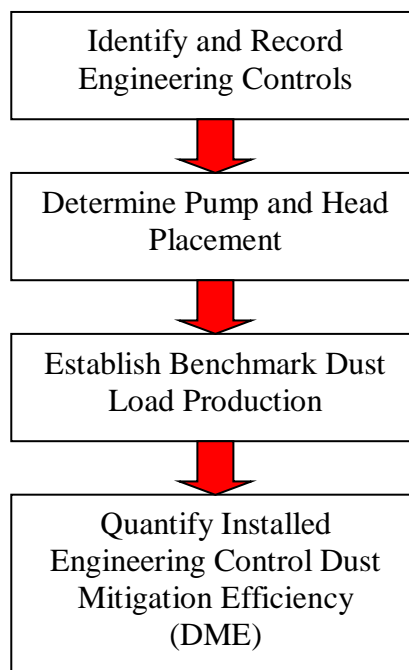 Identify and Record
Engineering Controls
Determine Pump and Head
Placement
Establish Benchmark Dust
Load Production
Quantify Installed
Engineering Control Dust
Mitigation Efficiency
(DME)